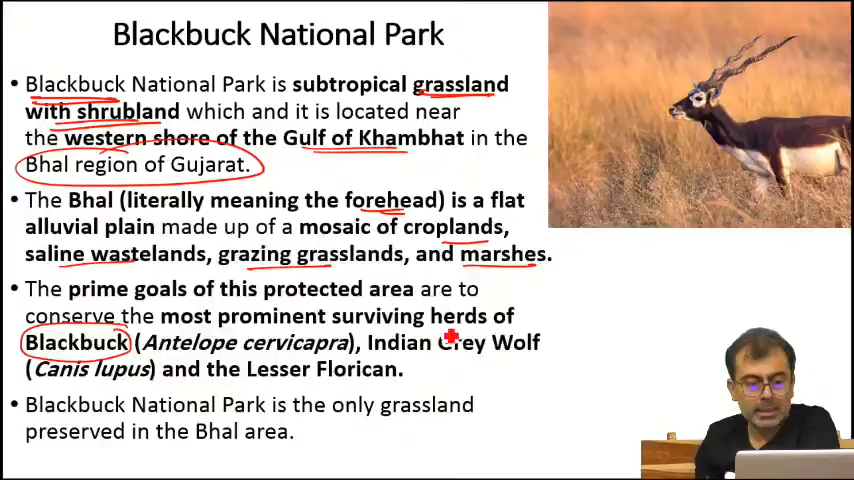 Blackbuck National Park
• Blackbuck National Park is subtropical grassland
with shrubland which and it is located near
the western shore of the Gulf of Khambhat in the
Bhal region of Gujarat.
• The Bhal (literally meaning the forehead) is a flat
alluvial plain made up of a mosaic of croplands,
saline wastelands, grazing grasslands, and marshes.
• The prime goals of this protected area are to
conserve the most prominent surviving herds of
Blackbuck (Antelope cervicapra), Indian Grey Wolf
(Canis lupus) and the Lesser Florican.
• Blackbuck National Park is the only grassland
preserved in the Bhal area.